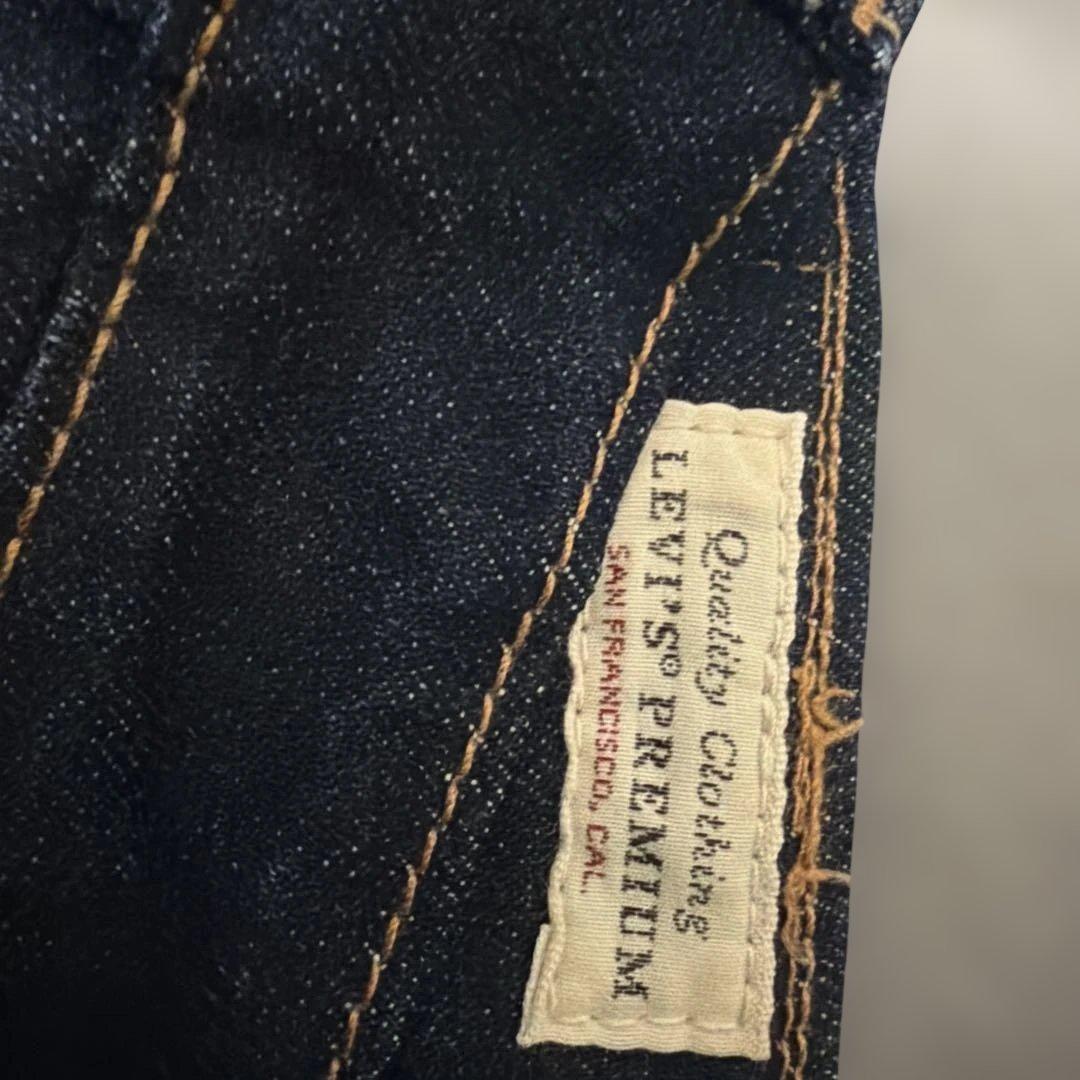 Quality Clothing
LEVI'S® PREMIUM
SAN FRANCISCO, CAL.